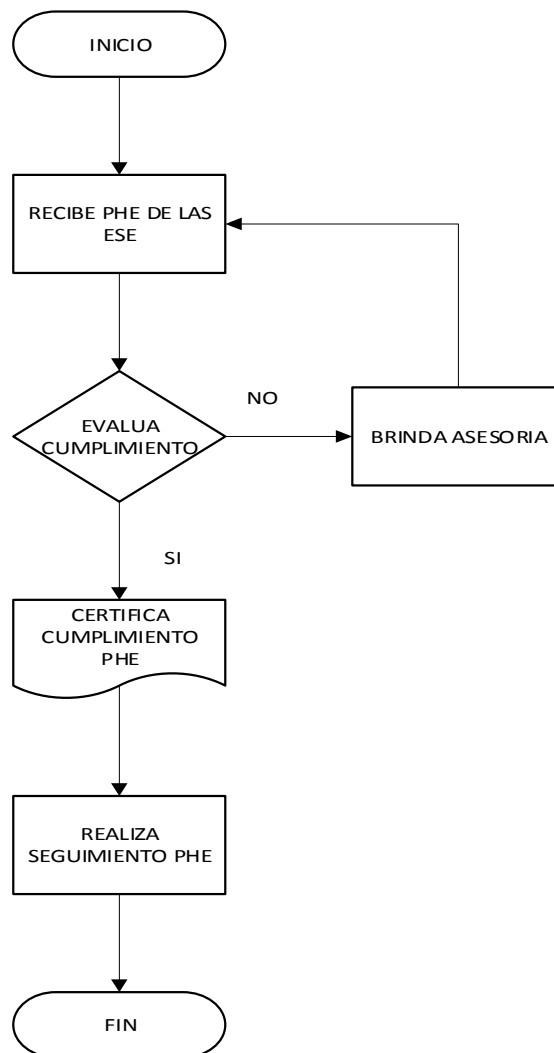 INICIO
RECIBE PHE DE LAS
ESE
EVALUA
CUMPLIMIENTO
NO
BRINDA ASESORIA
SI
CERTIFICA
CUMPLIMIENTO
PHE
REALIZA
SEGUIMIENTO PHE
FIN